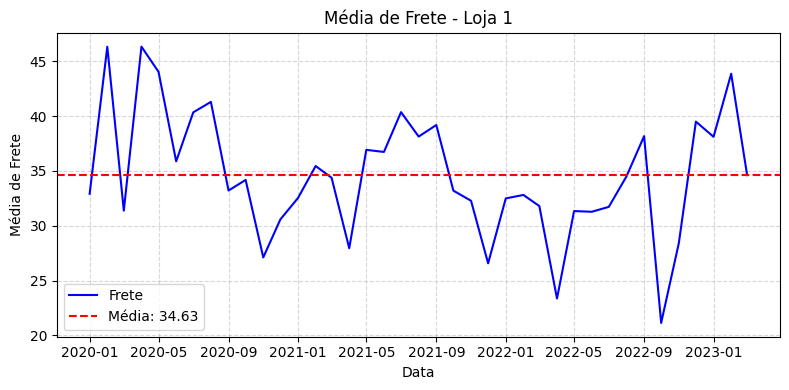 Média de Frete - Loja 1
Média de Frete
45
40
35
30
25
20
Frete
Média: 34.63
2020-01 2020-05 2020-09 2021-01 2021-05 2021-09 2022-01 2022-05 2022-09 2023-01
Data